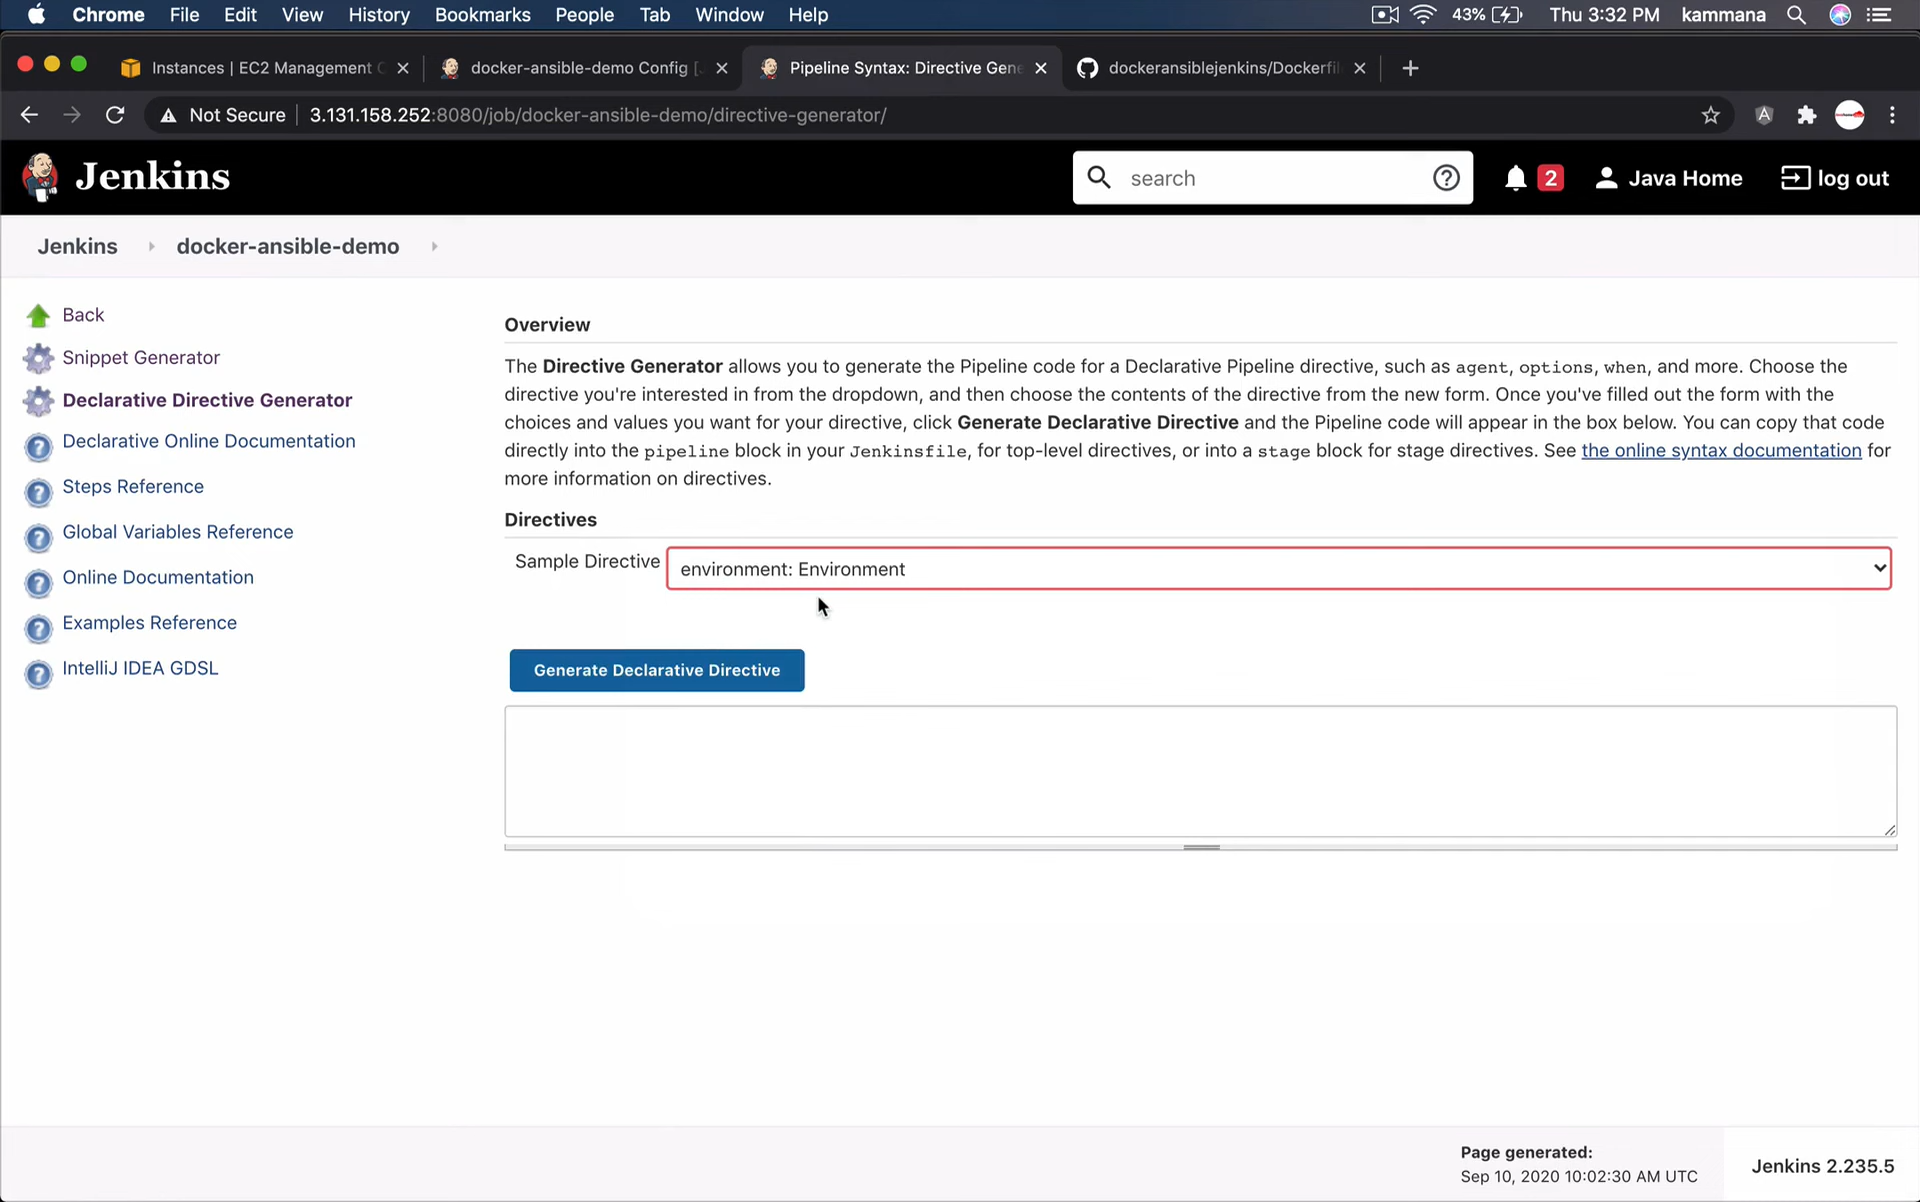 Chrome File Edit View History Bookmarks People Tab Window Help 43% Thu 3:32 PM kammana
Instances | EC2 Management docker-ansible-demo Config [ Pipeline Syntax: Directive Gene dockeransiblejenkins/Dockerfil
Not Secure 3.131.158.252:8080/job/docker-ansible-demo/directive-generator/
Jenkins search 2 Java Home log out
Jenkins docker-ansible-demo
Back
Snippet Generator
Declarative Directive Generator
Declarative Online Documentation
Steps Reference
Global Variables Reference
Online Documentation
Examples Reference
IntelliJ IDEA GDSL
Overview
The Directive Generator allows you to generate the Pipeline code for a Declarative Pipeline directive, such as agent, options, when, and more. Choose the
directive you're interested in from the dropdown, and then choose the contents of the directive from the new form. Once you've filled out the form with the
choices and values you want for your directive, click Generate Declarative Directive and the Pipeline code will appear in the box below. You can copy that code
directly into the pipeline block in your Jenkinsfile, for top-level directives, or into a stage block for stage directives. See the online syntax documentation for
more information on directives.
Directives
Sample Directive environment: Environment
Generate Declarative Directive
Page generated:
Sep 10, 2020 10:02:30 AM UTC
Jenkins 2.235.5